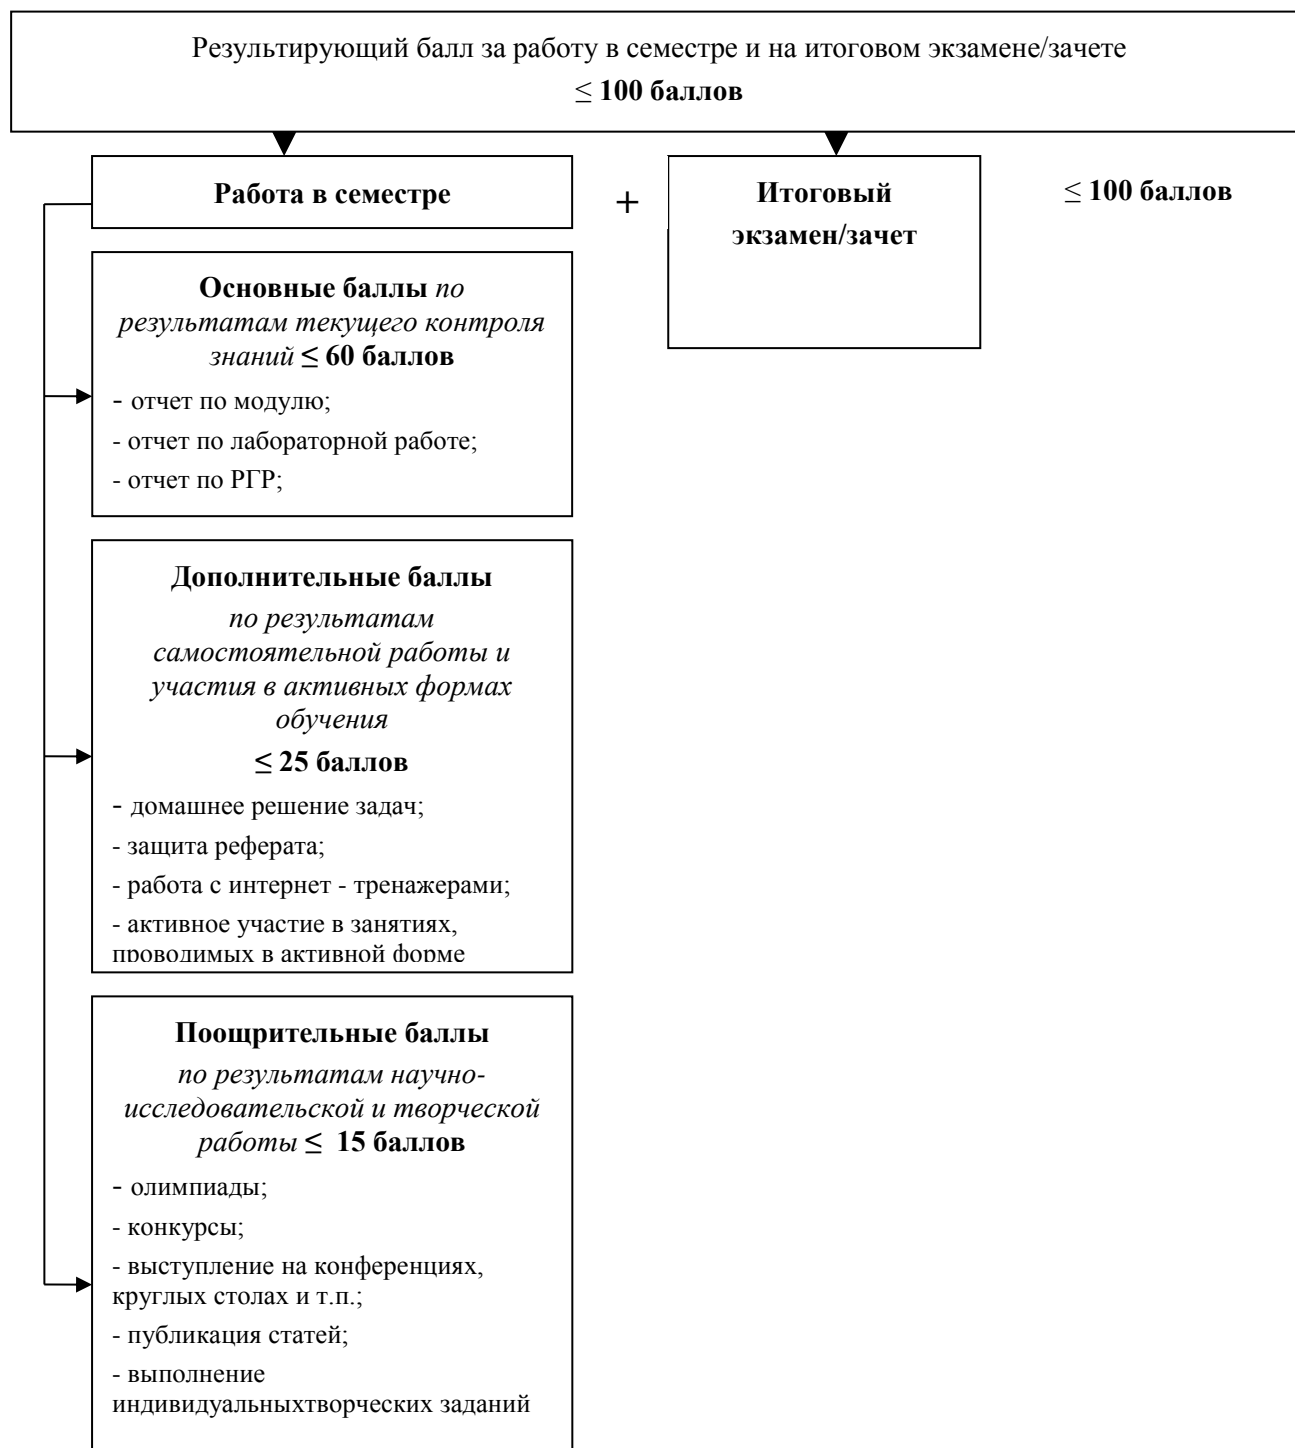 Результирующий балл за работу в семестре и на итоговом экзамене/зачете
≤ 100 баллов
Работа в семестре
+
Итоговый
экзамен/зачет
≤ 100 баллов
Основные баллы по
результатам текущего контроля
знаний ≤ 60 баллов
- отчет по модулю;
- отчет по лабораторной работе;
- отчет по РГР;
Дополнительные баллы
по результатам
самостоятельной работы и
участия в активных формах
обучения
≤ 25 баллов
- домашнее решение задач;
- защита реферата;
- работа с интернет - тренажерами;
- активное участие в занятиях,
проводимых в активной форме
Поощрительные баллы
по результатам научно-
исследовательской и творческой
работы ≤ 15 баллов
- олимпиады;
- конкурсы;
- выступление на конференциях,
круглых столах и т.п.;
- публикация статей;
- выполнение
индивидуальныхтворческих заданий